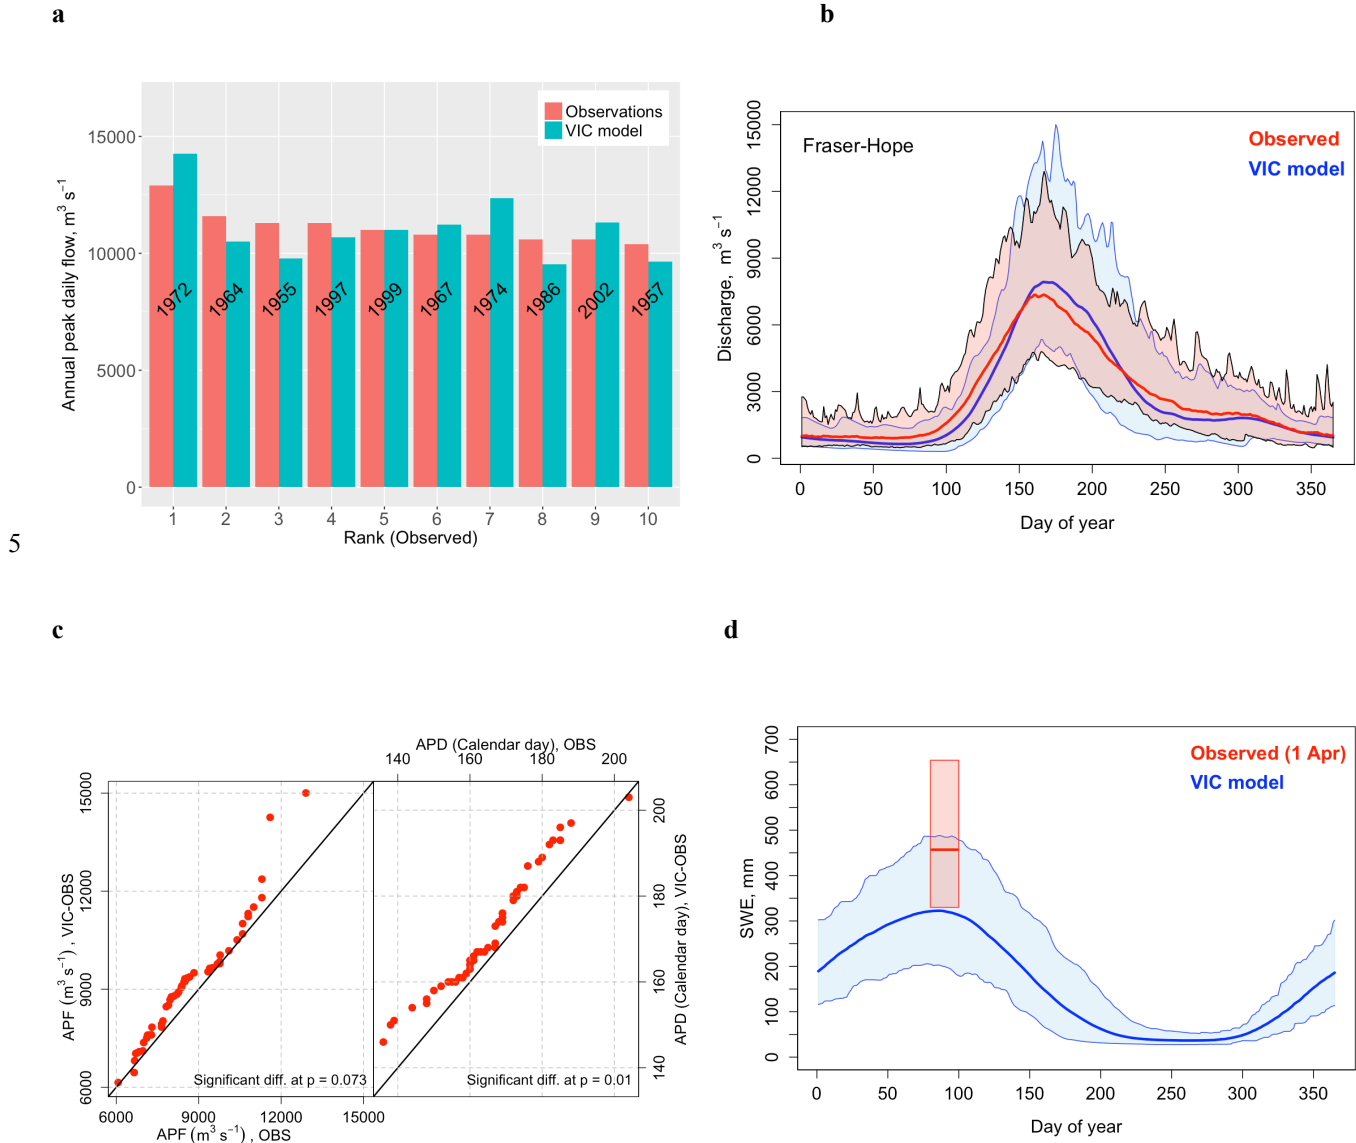 a
b
Observations
VIC model
Annual peak daily flow, m³ s⁻¹
15000
10000
5000
0
1972
1964
1955
1997
1999
1967
1974
1986
2002
1957
1 2 3 4 5 6 7 8 9 10
Rank (Observed)
Fraser-Hope
Observed
VIC model
Discharge, m³ s⁻¹
0 3000 6000 9000 12000 15000
0 50 100 150 200 250 300 350
Day of year
5
c
d
APD (Calendar day), OBS
140 160 180 200
APF (m³ s⁻¹) , VIC-OBS
6000 9000 12000 15000
Significant diff. at p = 0.073
6000 9000 12000 15000
APF (m³ s⁻¹) , OBS
Significant diff. at p = 0.01
140 160 180 200
APD (Calendar day), VIC-OBS
Observed (1 Apr)
VIC model
SWE, mm
0 100 200 300 400 500 600 700
0 50 100 150 200 250 300 350
Day of year